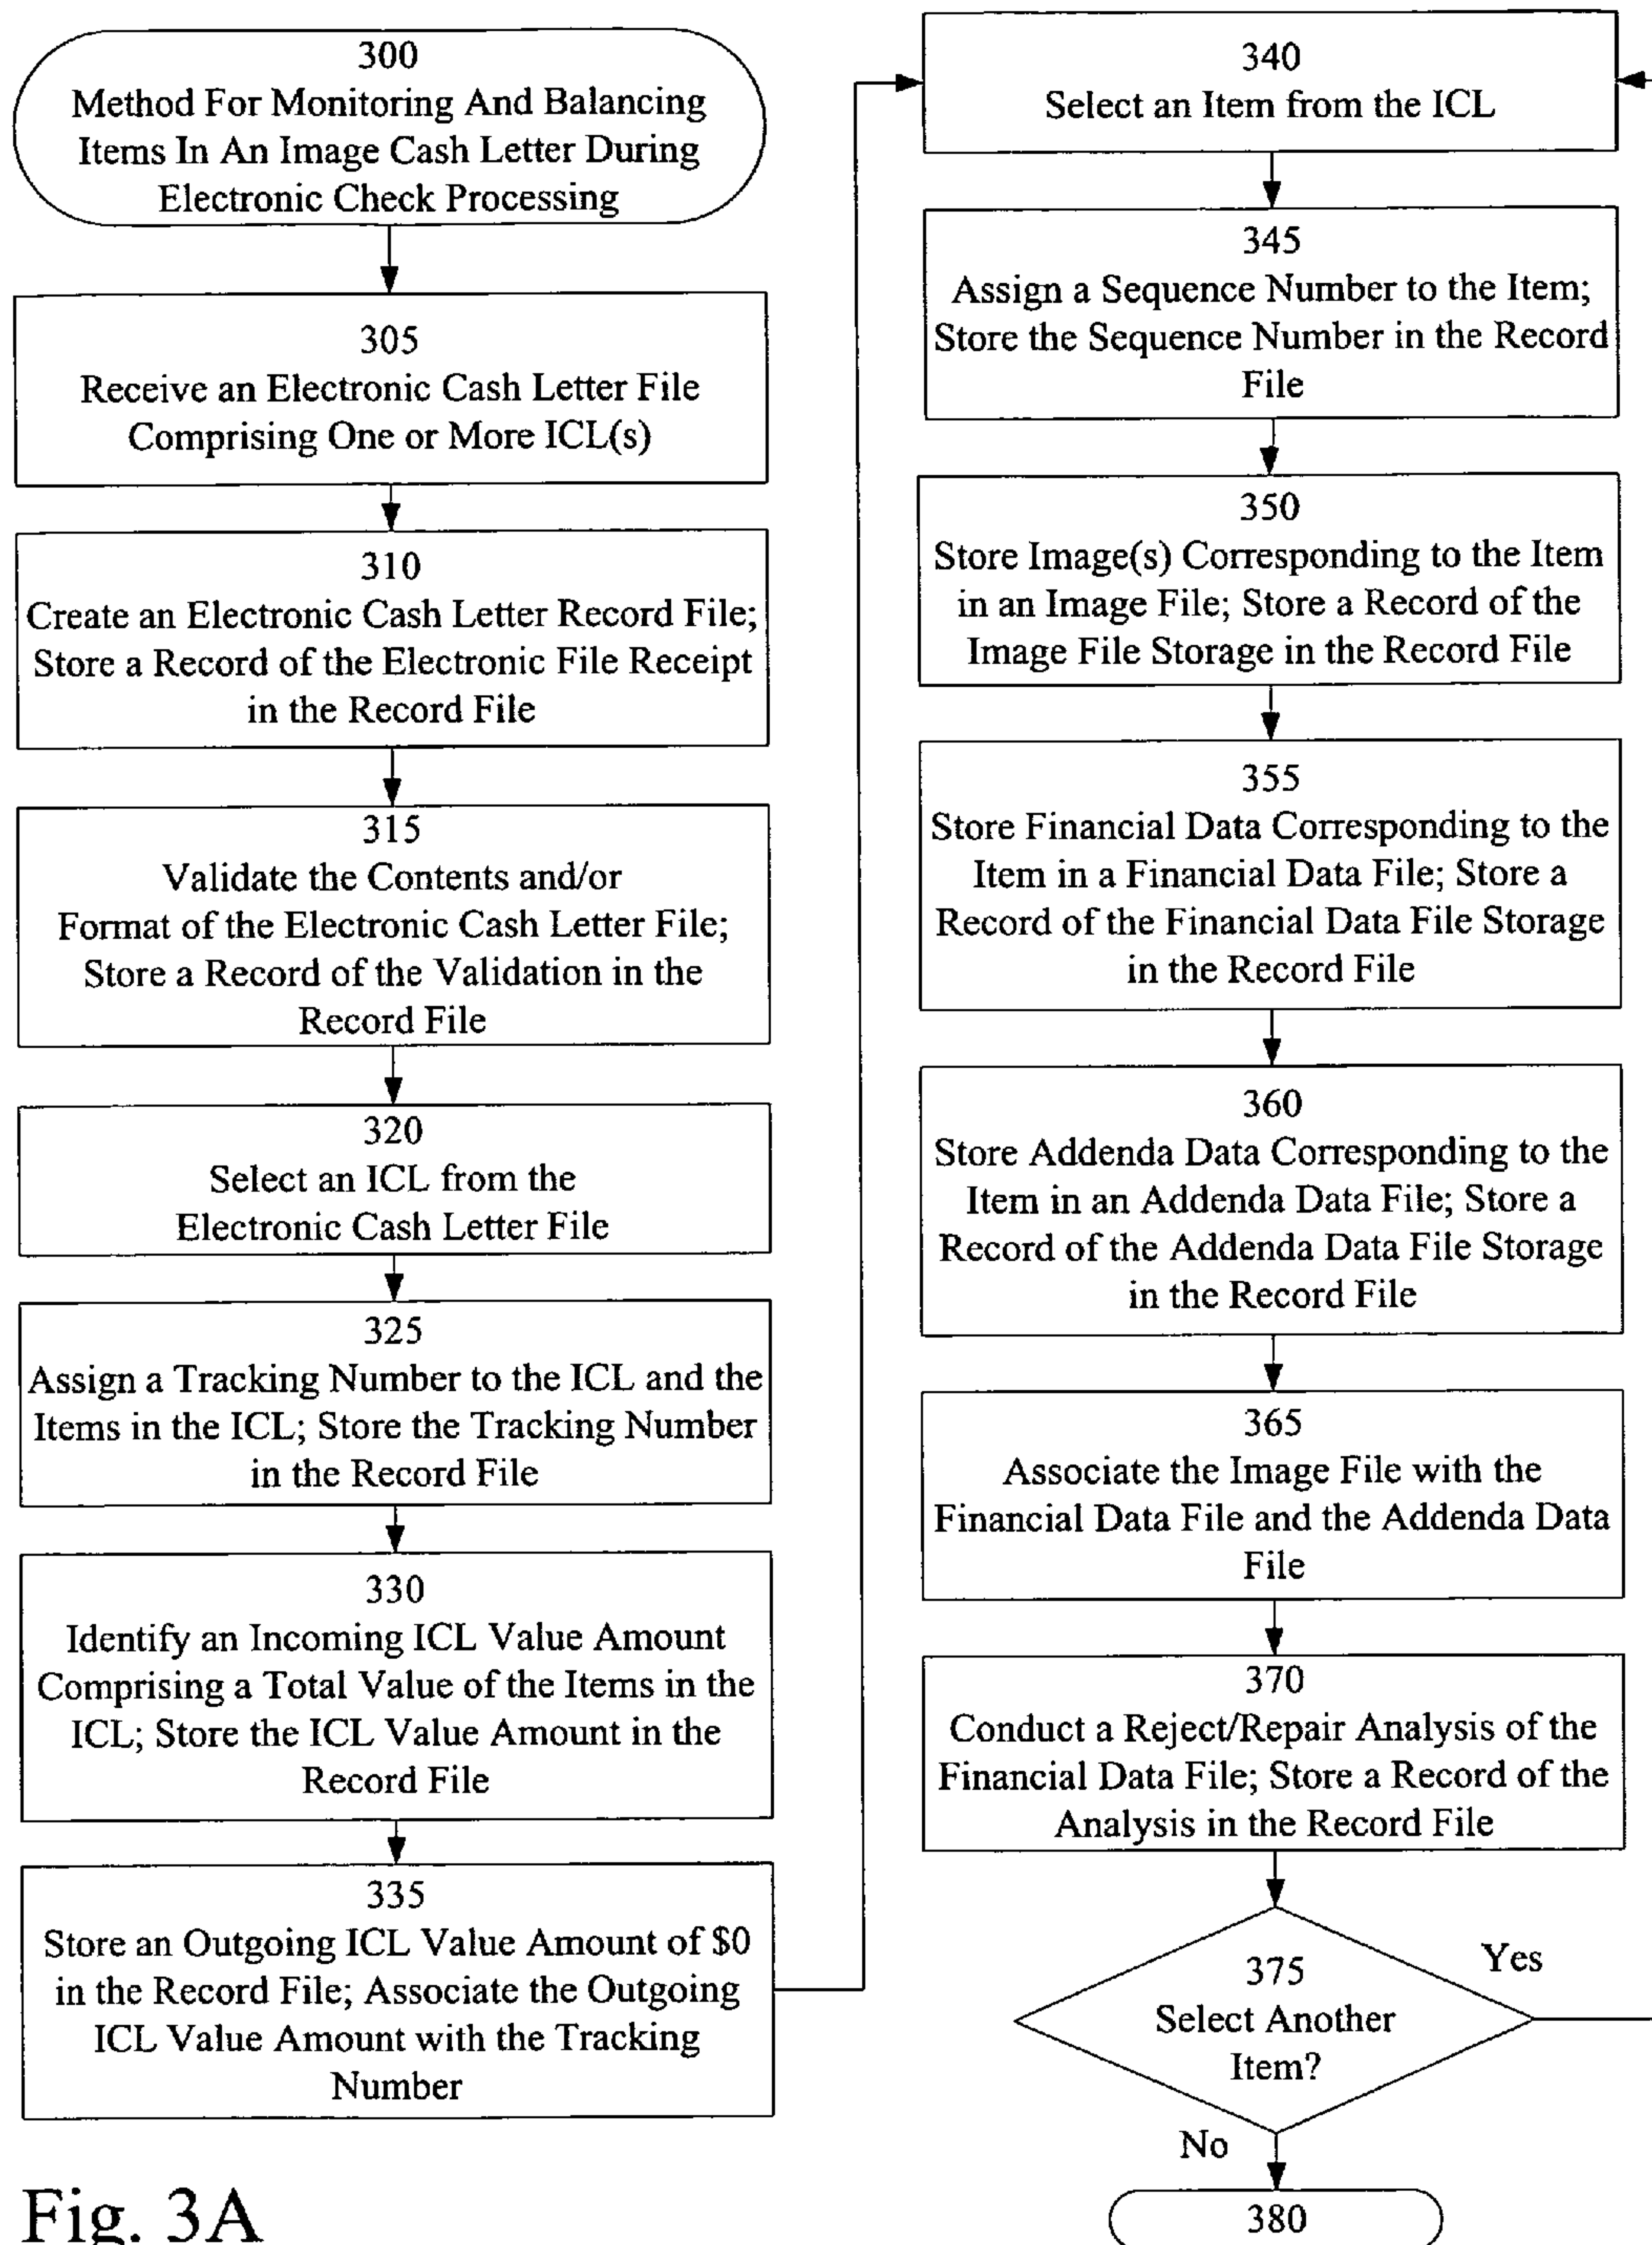 300
Method For Monitoring And Balancing
Items In An Image Cash Letter During
Electronic Check Processing
305
Receive an Electronic Cash Letter File
Comprising One or More ICL(s)
310
Create an Electronic Cash Letter Record File;
Store a Record of the Electronic File Receipt
in the Record File
315
Validate the Contents and/or
Format of the Electronic Cash Letter File;
Store a Record of the Validation in the
Record File
320
Select an ICL from the
Electronic Cash Letter File
325
Assign a Tracking Number to the ICL and the
Items in the ICL; Store the Tracking Number
in the Record File
330
Identify an Incoming ICL Value Amount
Comprising a Total Value of the Items in the
ICL; Store the ICL Value Amount in the
Record File
335
Store an Outgoing ICL Value Amount of $0
in the Record File; Associate the Outgoing
ICL Value Amount with the Tracking
Number
340
Select an Item from the ICL
345
Assign a Sequence Number to the Item;
Store the Sequence Number in the Record
File
350
Store Image(s) Corresponding to the Item
in an Image File; Store a Record of the
Image File Storage in the Record File
355
Store Financial Data Corresponding to the
Item in a Financial Data File; Store a
Record of the Financial Data File Storage
in the Record File
360
Store Addenda Data Corresponding to the
Item in an Addenda Data File; Store a
Record of the Addenda Data File Storage
in the Record File
365
Associate the Image File with the
Financial Data File and the Addenda Data
File
370
Conduct a Reject/Repair Analysis of the
Financial Data File; Store a Record of the
Analysis in the Record File
375
Select Another
Item?
Yes
No
380
Fig. 3A